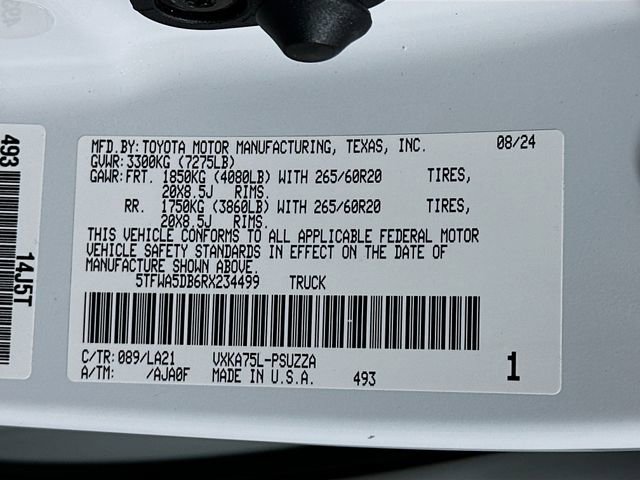 MFD.BY: TOYOTA MOTOR MANUFACTURING, TEXAS, INC. 08/24
GVWR: 3300KG (7275LB)
GAWR: FRT. 1850KG (4080LB) WITH 265/60R20 TIRES,
20X8.5J RIMS.
RR. 1750KG (3860LB) WITH 265/60R20 TIRES,
20X8.5J RIMS.
THIS VEHICLE CONFORMS TO ALL APPLICABLE FEDERAL MOTOR
VEHICLE SAFETY STANDARDS IN EFFECT ON THE DATE OF
MANUFACTURE SHOWN ABOVE.
5TFWA5DB6RX234499 TRUCK
C/TR: 089/LA21 VXKA75L-PSUZZA
A/TM: /AJA0F MADE IN U.S.A. 493 1
493
14J5T